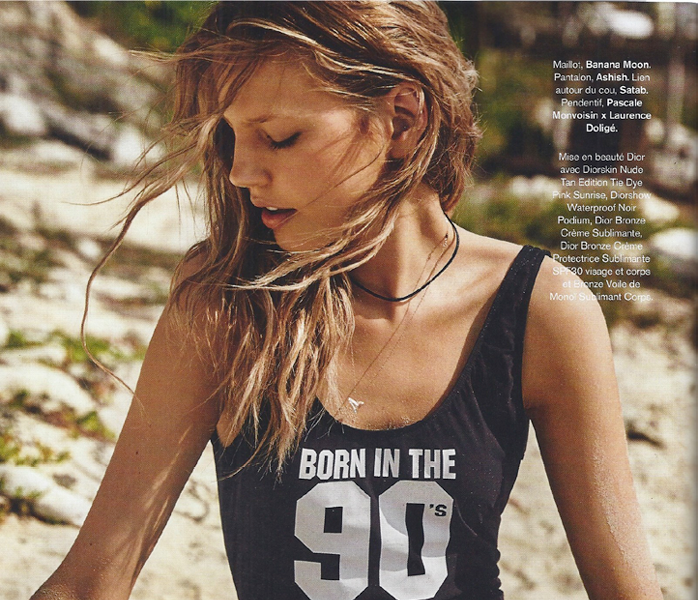 Maillot, Banana Moon.
Pantalon, Ashish. Lien
autour du cou, Satab.
Pendentif, Pascale
Monvoisin x Laurence
Doligé.
Mise en beauté Dior
avec Diorskin Nude
Tan Edition Tie Dye
Pink Sunrise, Diorshow
Waterproof Noir
Podium, Dior Bronze
Crème Sublimante,
Dior Bronze Crème
Protectrice Sublimante
SPF30 visage et corps
et Bronze Voile de
Monoï Sublimant Corps.
BORN IN THE
90'S